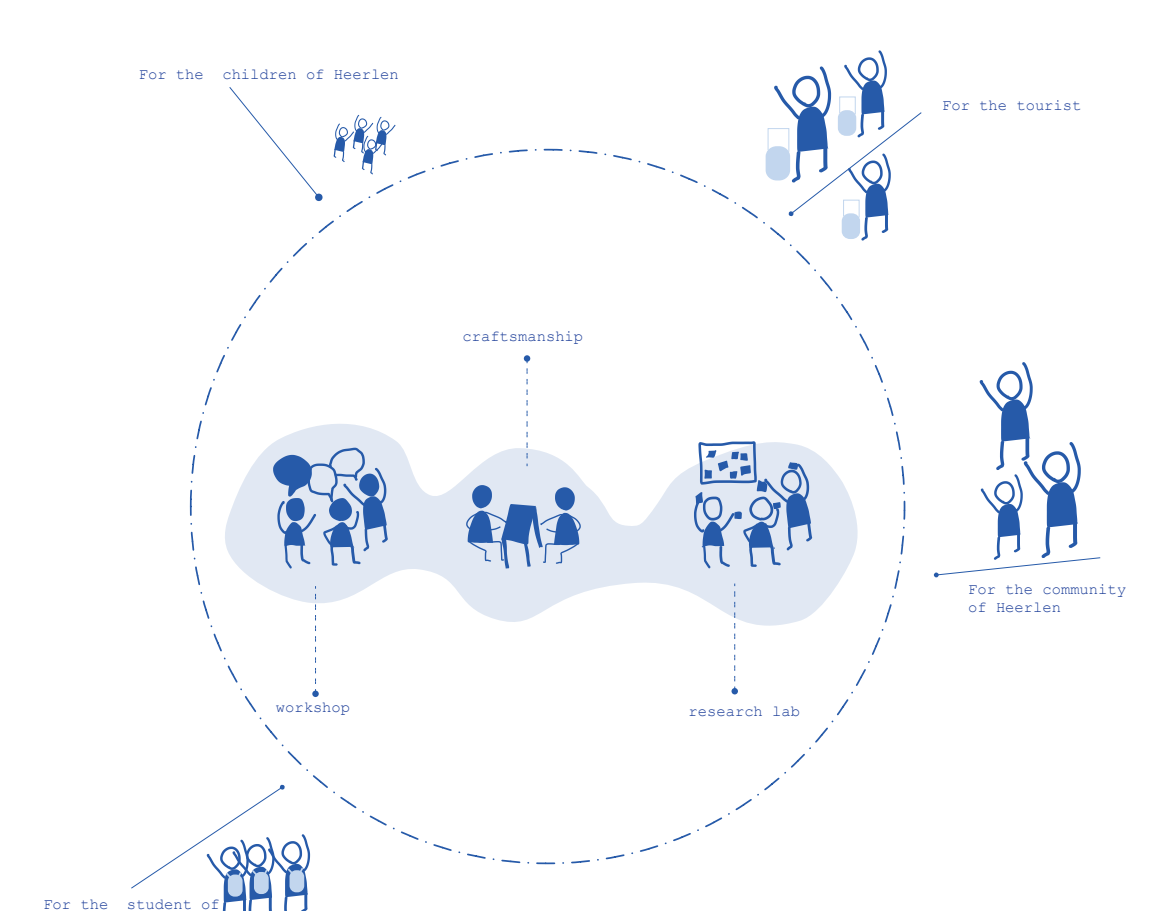 For the  children of Heerlen
For the tourist
craftsmanship
For the community
of Heerlen
workshop
research lab
For the  student of